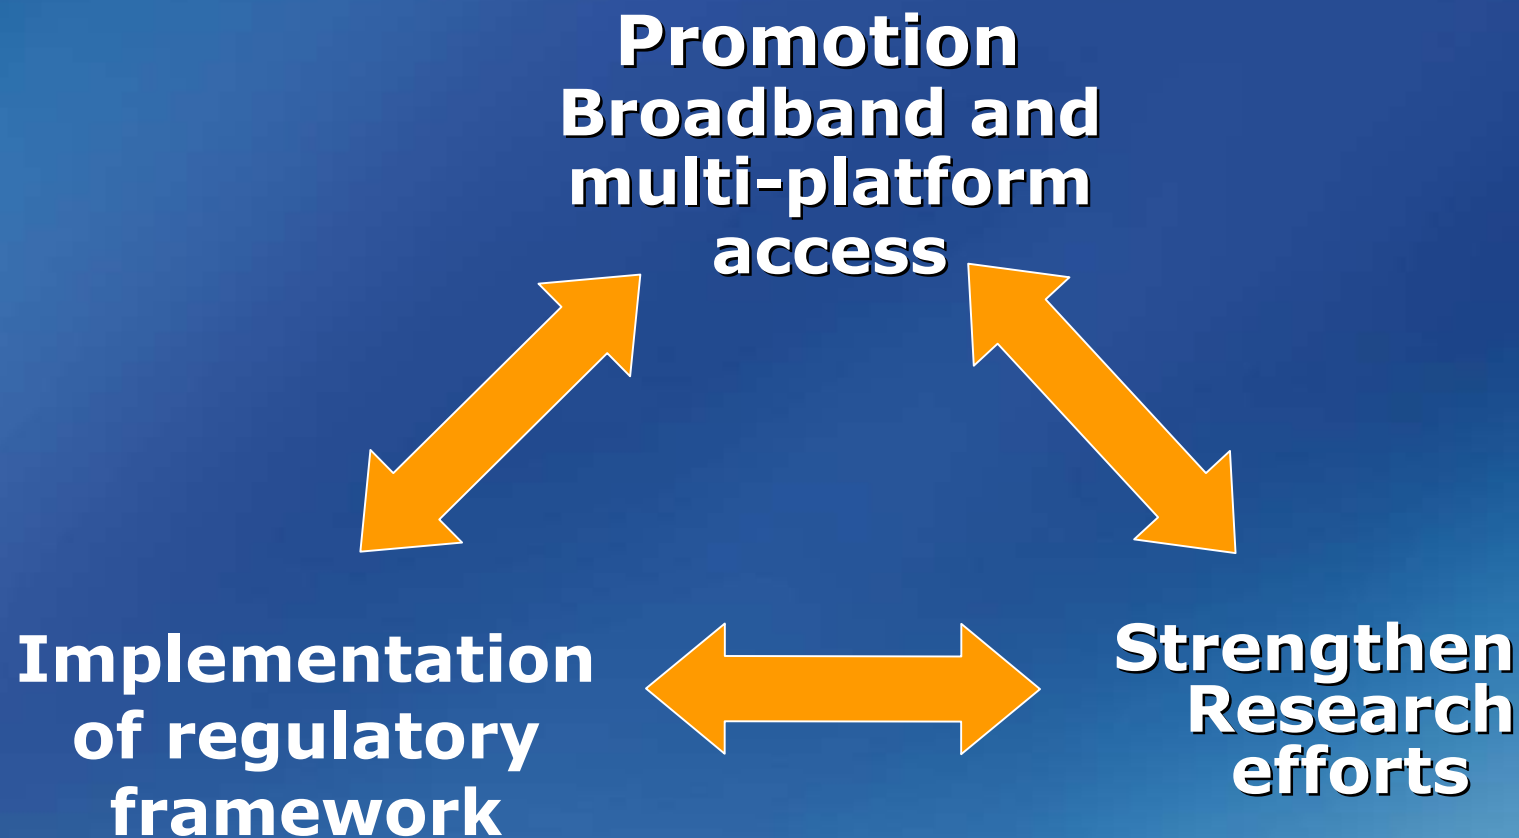 Promotion
Broadband and
multi-platform
access
Implementation
of regulatory
framework
Strengthen
Research
efforts